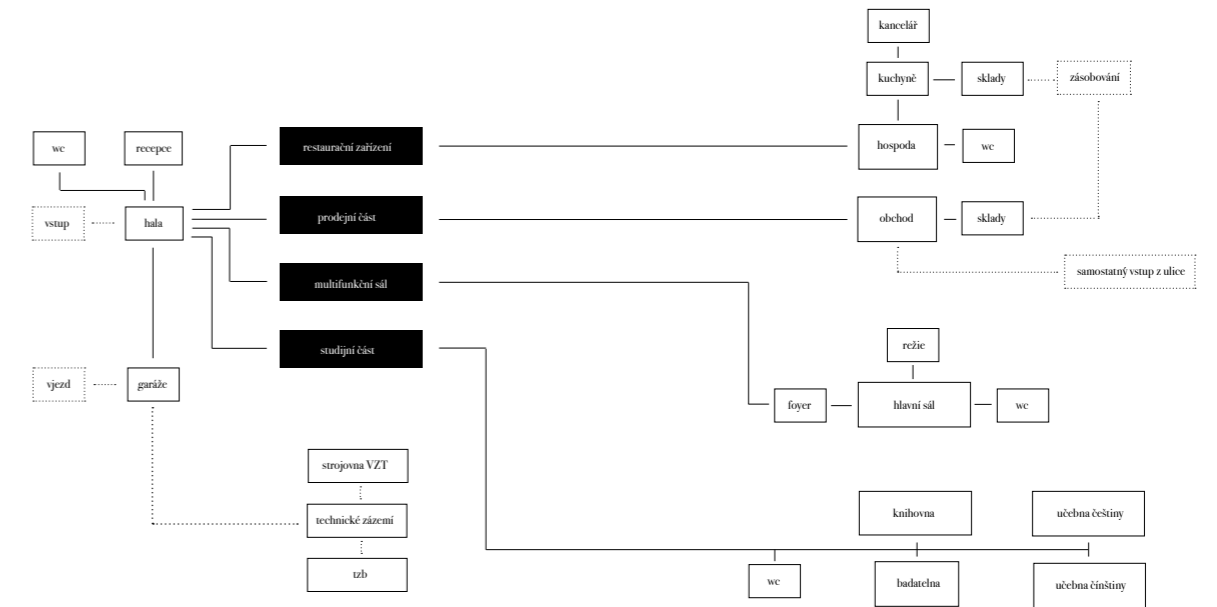 kancelář
kuchyně
sklady
zásobování
wc
recepce
restaurační zařízení
hospoda
wc
vstup
hala
prodejní část
obchod
sklady
multifunkční sál
samostatný vstup z ulice
studijní část
režie
vjezd
garáže
foyer
hlavní sál
wc
strojovna VZT
technické zázemí
knihovna
učebna češtiny
tzb
wc
badatelna
učebna čínštiny